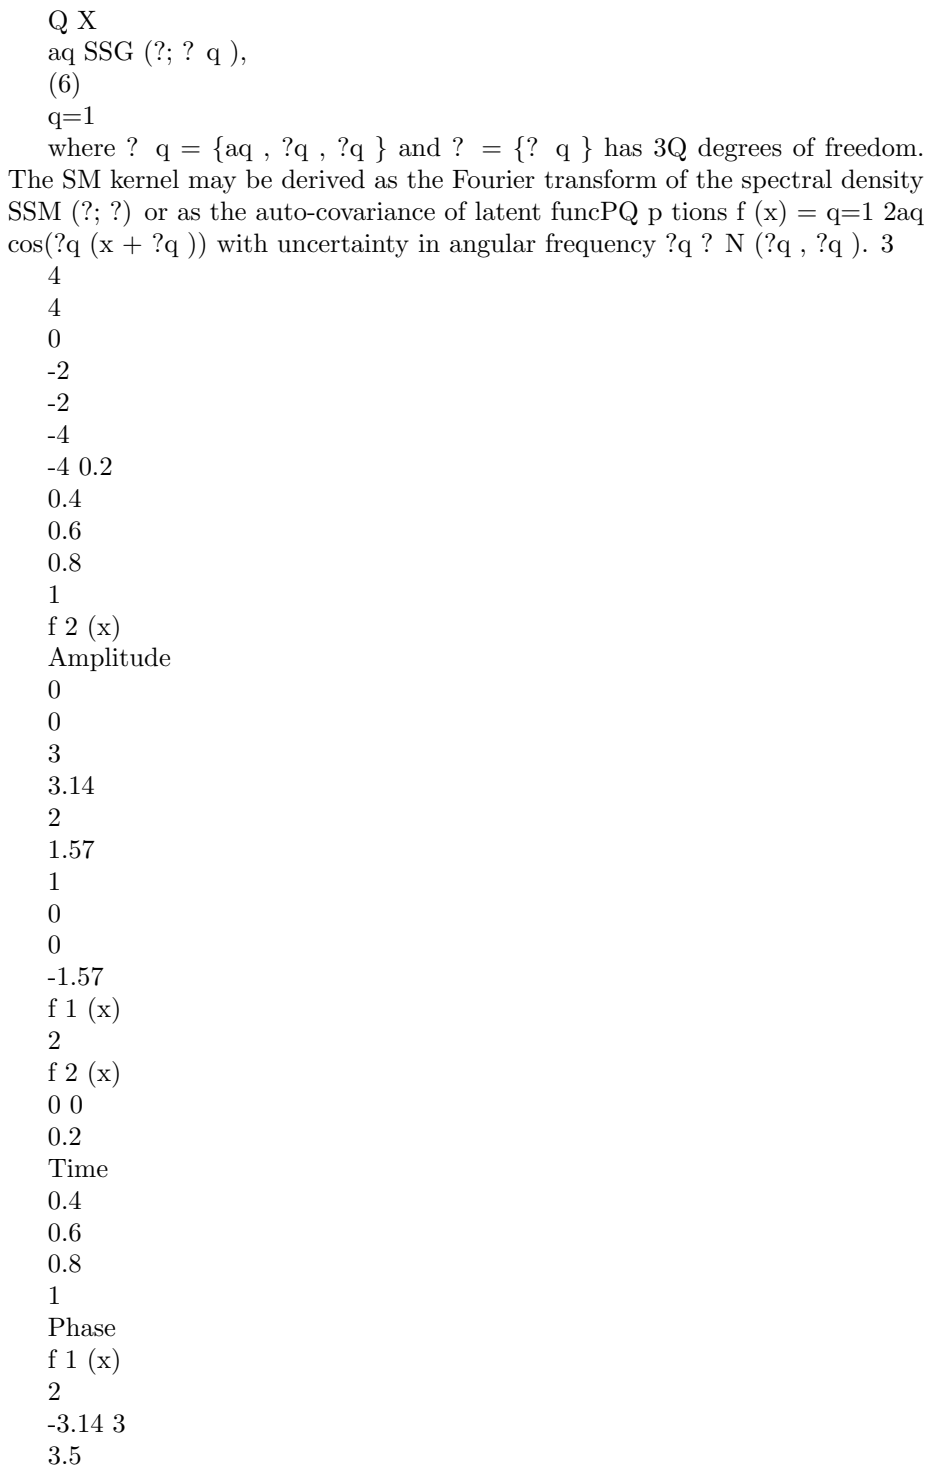 Q X
aq SSG (?; ? q ),
(6)
q=1
where ? q = {aq , ?q , ?q } and ? = {? q } has 3Q degrees of freedom.
The SM kernel may be derived as the Fourier transform of the spectral density
SSM (?; ?) or as the auto-covariance of latent funcPQ p tions f (x) = q=1 2aq
cos(?q (x + ?q )) with uncertainty in angular frequency ?q ? N (?q , ?q ). 3
4
4
0
-2
-2
-4
-4 0.2
0.4
0.6
0.8
1
f 2 (x)
Amplitude
0
0
3
3.14
2
1.57
1
0
0
-1.57
f 1 (x)
2
f 2 (x)
0 0
0.2
Time
0.4
0.6
0.8
1
Phase
f 1 (x)
2
-3.14 3
3.5